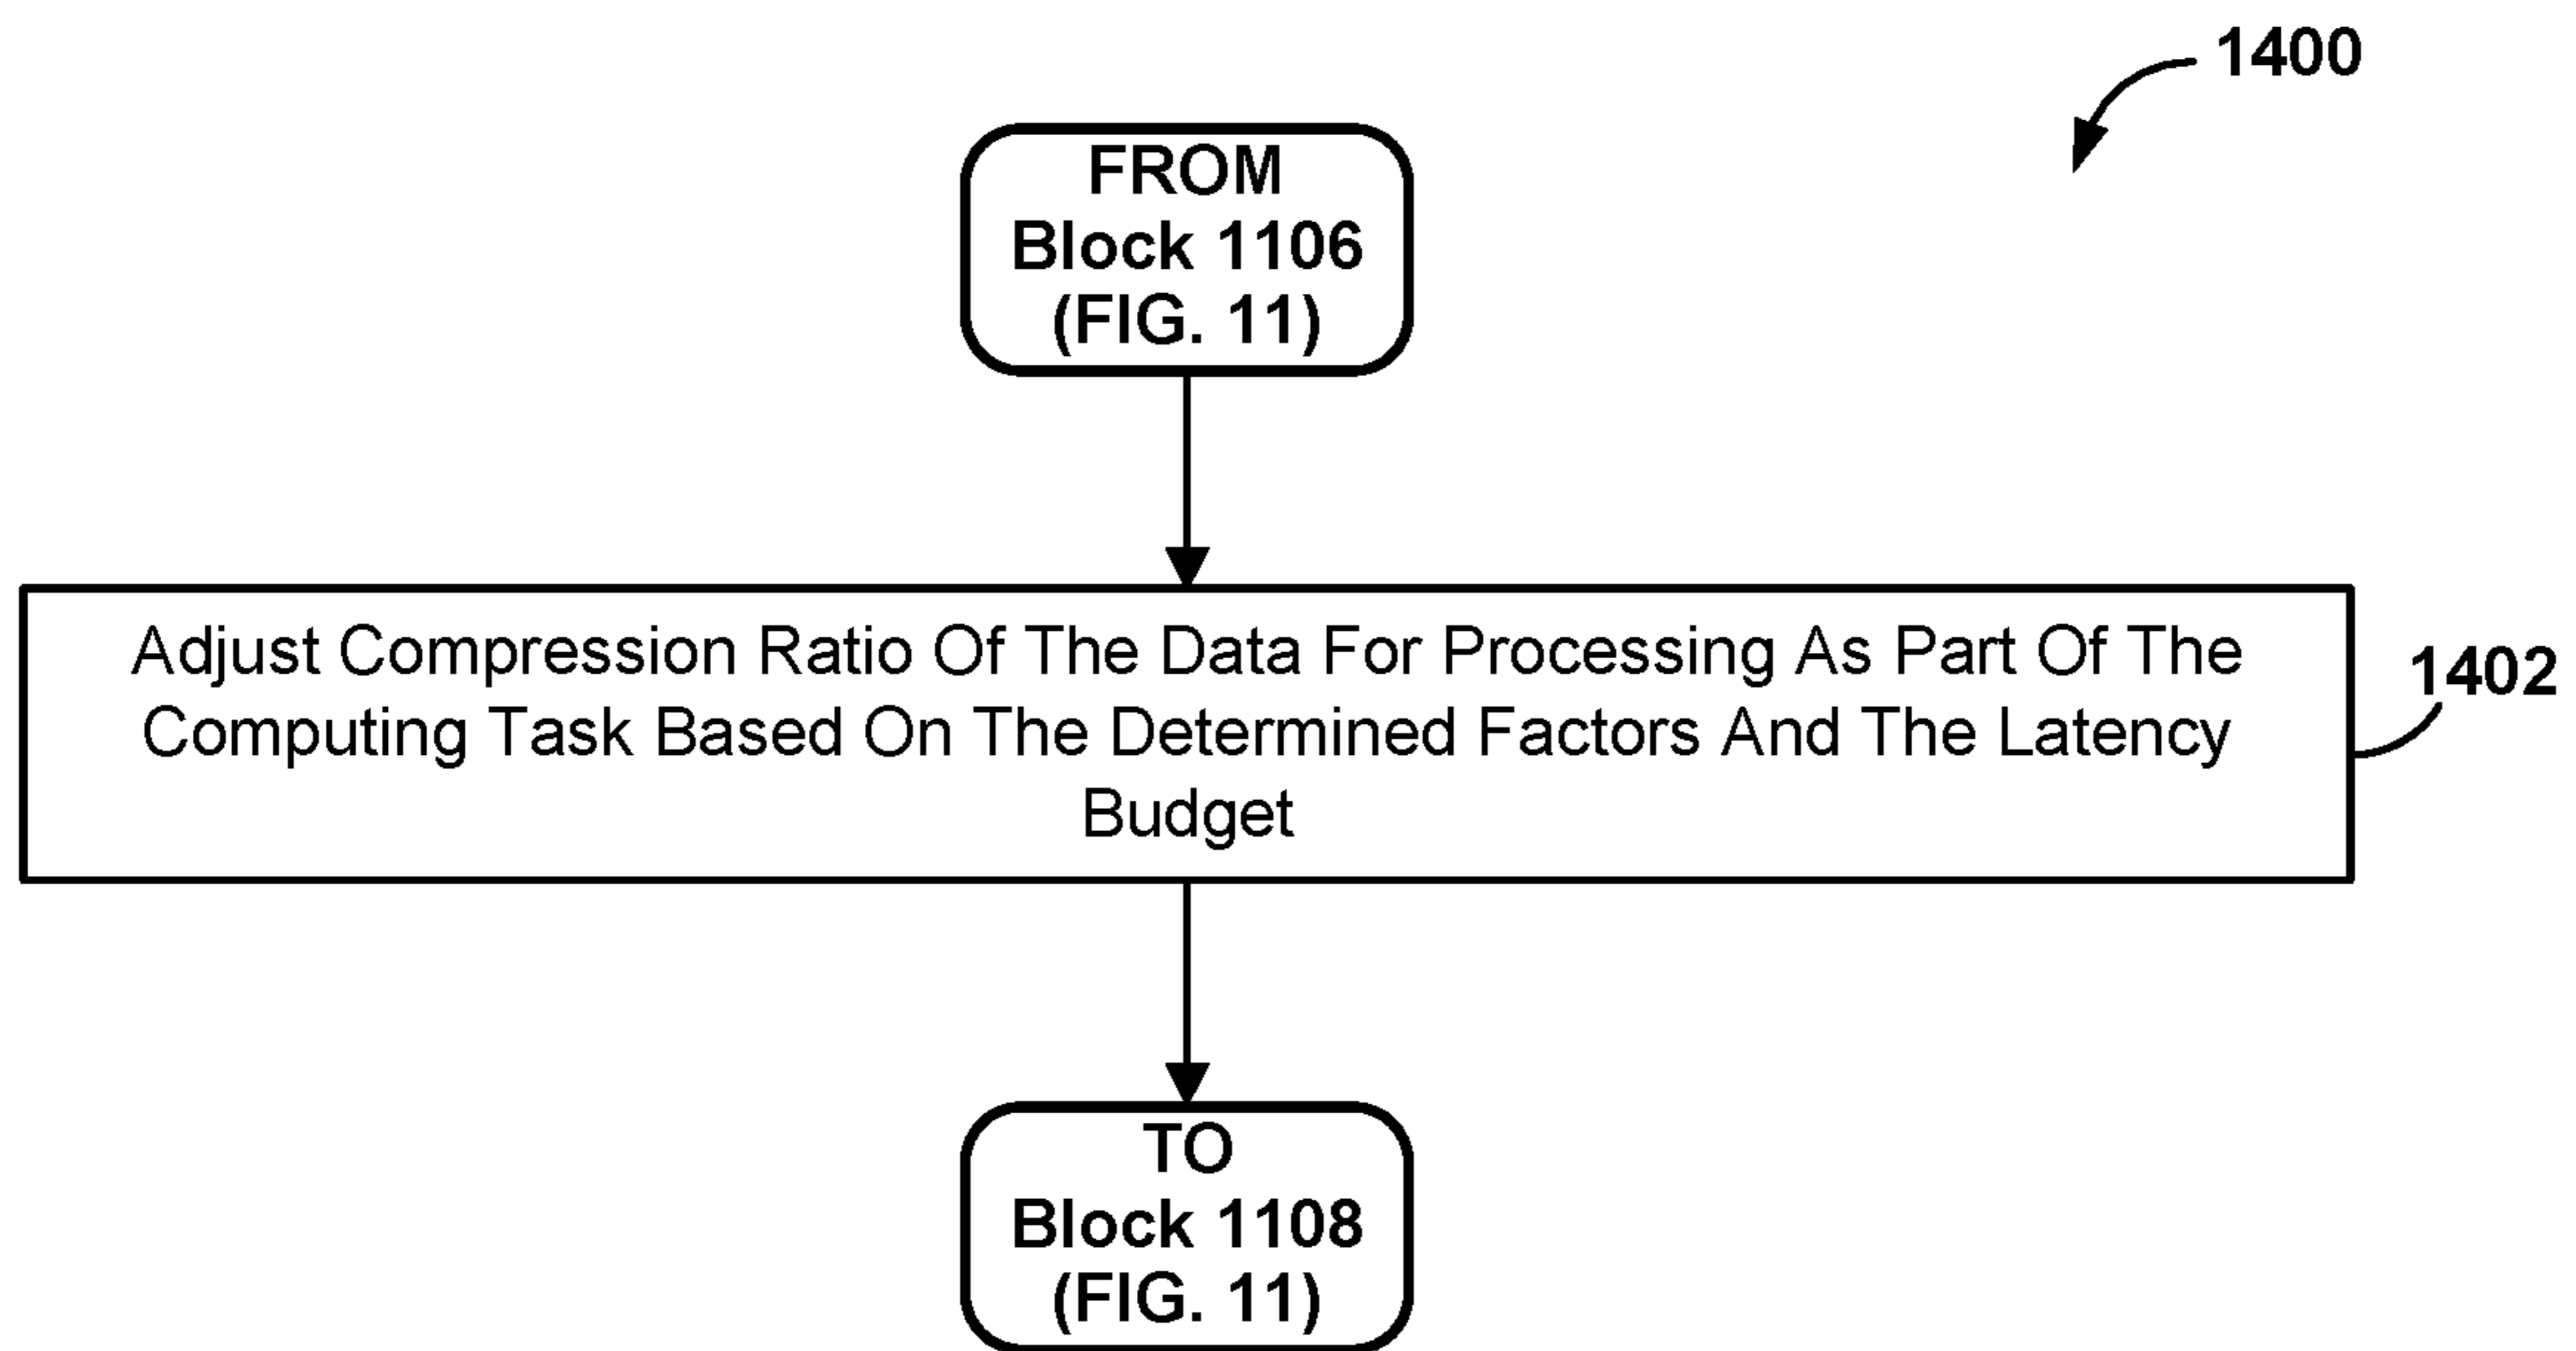 1400
FROM
Block 1106
(FIG. 11)
Adjust Compression Ratio Of The Data For Processing As Part Of The
Computing Task Based On The Determined Factors And The Latency
Budget
1402
TO
Block 1108
(FIG. 11)